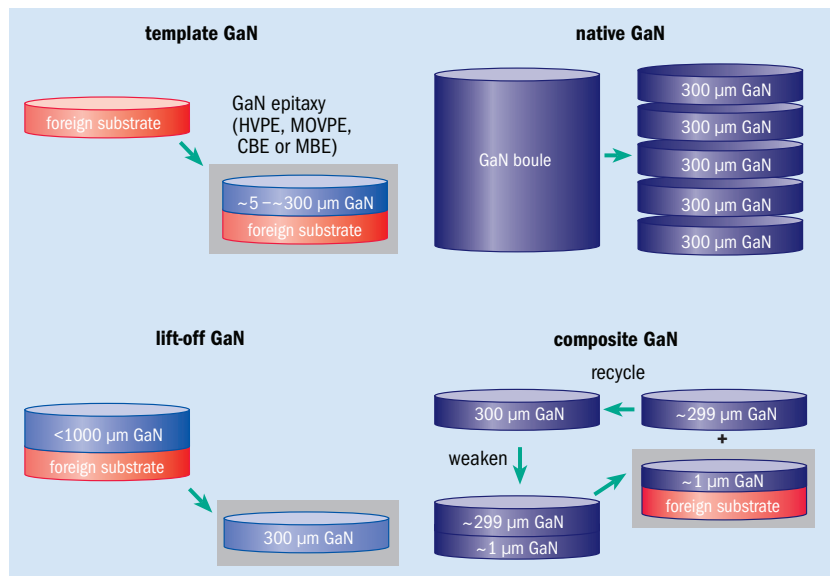 template GaN
foreign substrate
GaN epitaxy
(HVPE, MOVPE,
CBE or MBE)
~5 –~300 µm GaN
foreign substrate
native GaN
GaN boule
300 µm GaN
300 µm GaN
300 µm GaN
300 µm GaN
300 µm GaN
lift-off GaN
<1000 µm GaN
foreign substrate
300 µm GaN
composite GaN
recycle
300 µm GaN
~299 µm GaN
+
weaken
~1 µm GaN
foreign substrate
~299 µm GaN
~1 µm GaN